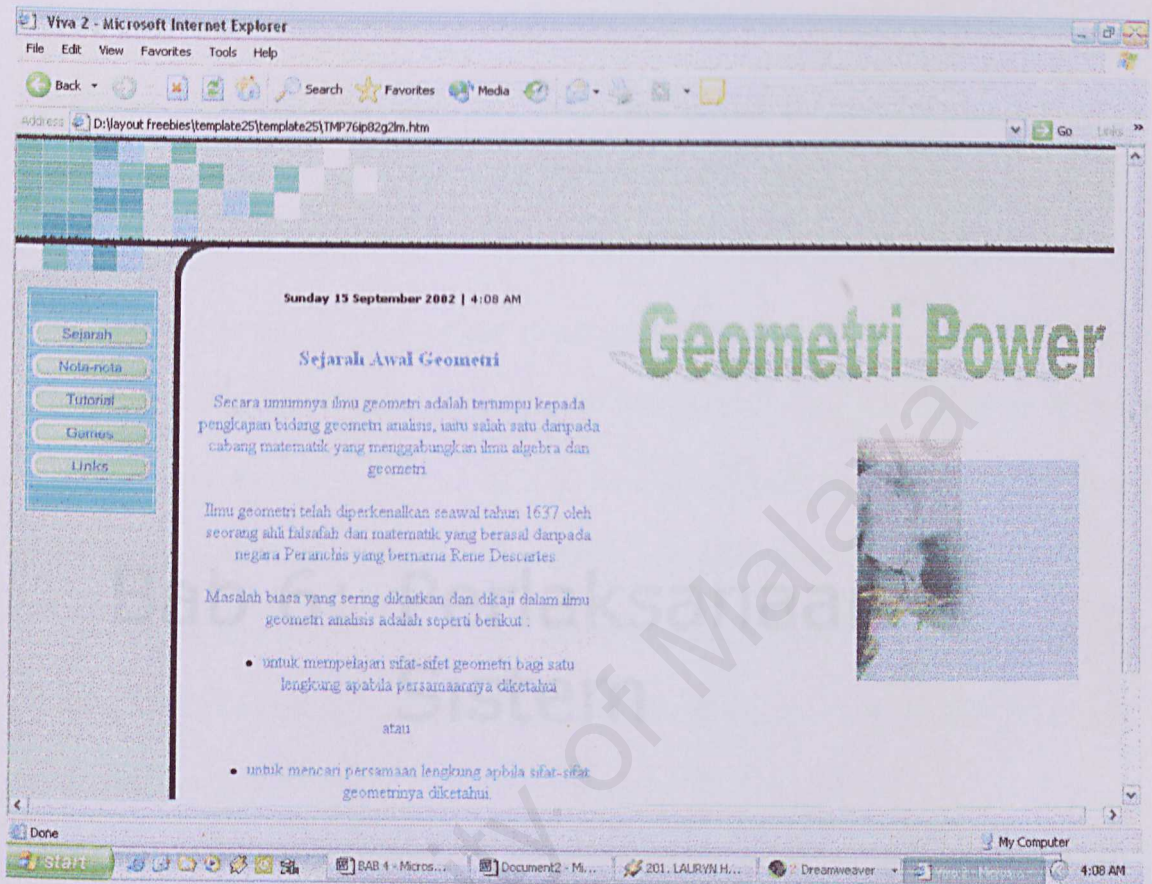 Viva 2 - Microsoft Internet Explorer
File Edit View Favorites Tools Help
Back Search Favorites Media
Address D:\layout freebies\template25\template25\TMP76ip82g2lm.htm Go Links
Sunday 15 September 2002 | 4:08 AM
Geometri Power
Sejarah
Nota-nota
Tutorial
Games
Links
Sejarah Awal Geometri
Secara umumnya ilmu geometri adalah tertumpu kepada
pengkajian bidang geometri analisis, iaitu salah satu daripada
cabang matematik yang menggabungkan ilmu algebra dan
geometri.
Ilmu geometri telah diperkenalkan seawal tahun 1637 oleh
seorang ahli falsafah dan matematik yang berasal daripada
negara Peranchis yang bernama Rene Descartes.
Masalah biasa yang sering dikaitkan dan dikaji dalam ilmu
geometri analisis adalah seperti berikut :
• untuk mempelajari sifat-sifet geometri bagi satu
lengkung apabila persamaannya diketahui
atau
• untuk mencari persamaan lengkung apbila sifat-sifat
geometrinya diketahui.
Done My Computer
start BAB 4 - Micros... Document2 - Mi... 201. LAURYN H... Dreamweaver 4:08 AM
Sistem
of Malaya